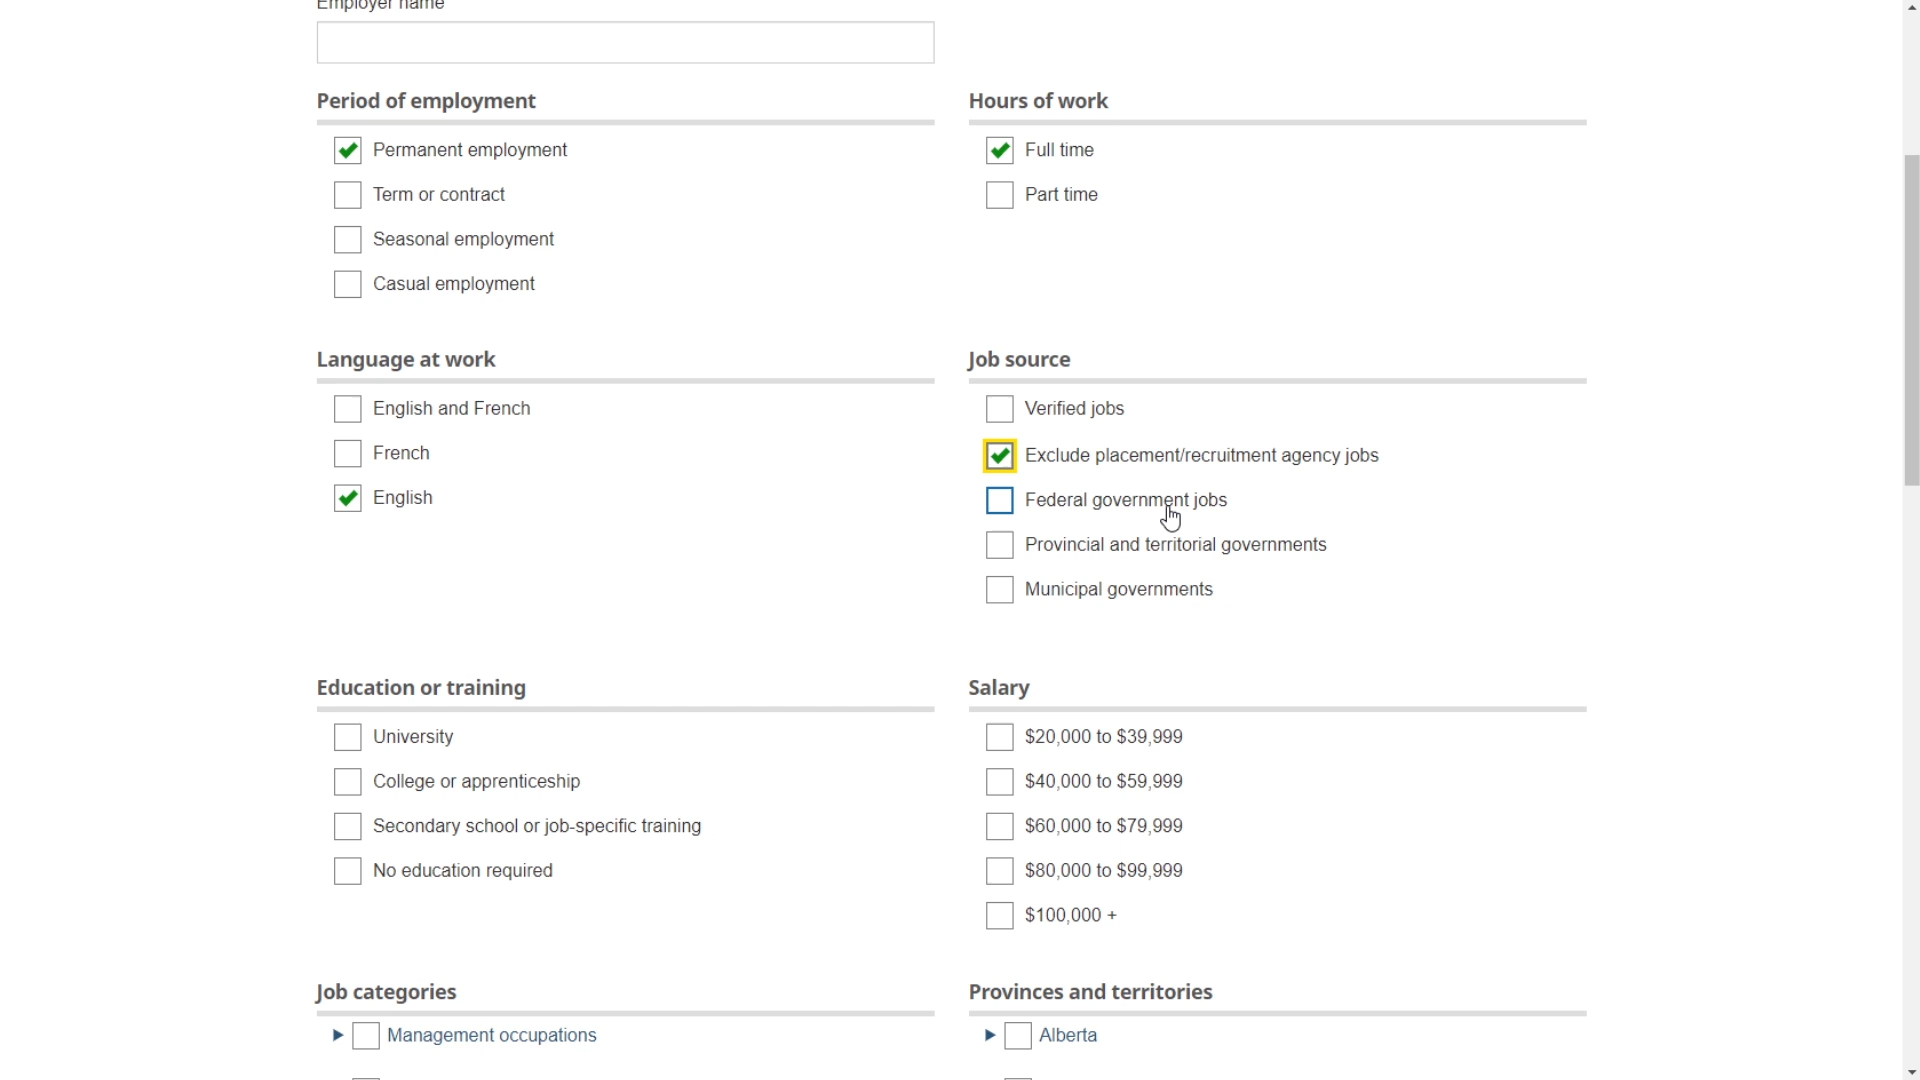 Employer name
Period of employment
Permanent employment
Term or contract
Seasonal employment
Casual employment
Hours of work
Full time
Part time
Language at work
English and French
French
English
Job source
Verified jobs
Exclude placement/recruitment agency jobs
Federal government jobs
Provincial and territorial governments
Municipal governments
Education or training
University
College or apprenticeship
Secondary school or job-specific training
No education required
Salary
$20,000 to $39,999
$40,000 to $59,999
$60,000 to $79,999
$80,000 to $99,999
$100,000 +
Job categories
Management occupations
Provinces and territories
Alberta